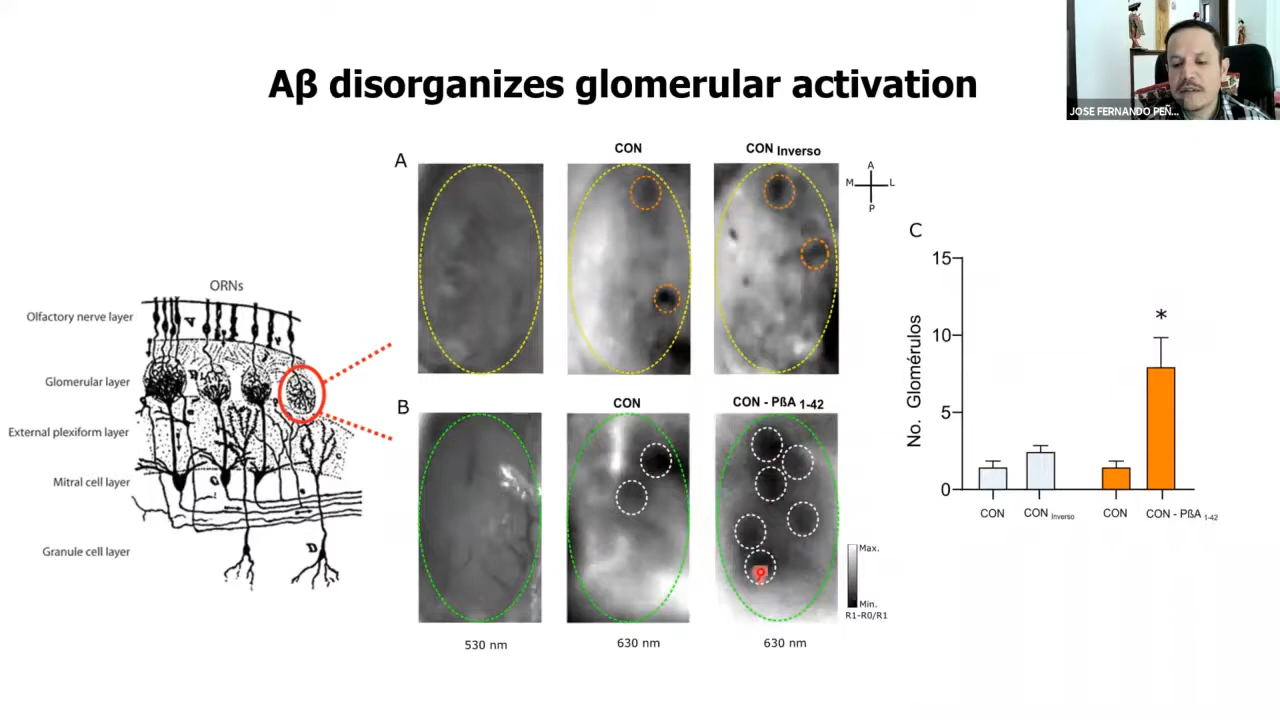 Aβ disorganizes glomerular activation
JOSE FERNANDO PEÑ...
A
CON
CON Inverso
A
M
L
P
ORNs
Olfactory nerve layer
Glomerular layer
External plexiform layer
Mitral cell layer
Granule cell layer
B
CON
CON - PßA 1-42
Max.
Min.
R1-R0/R1
530 nm
630 nm
630 nm
C
No. Glomérulos
15
10
5
0
*
CON
CON Inverso
CON
CON - PßA 1-42